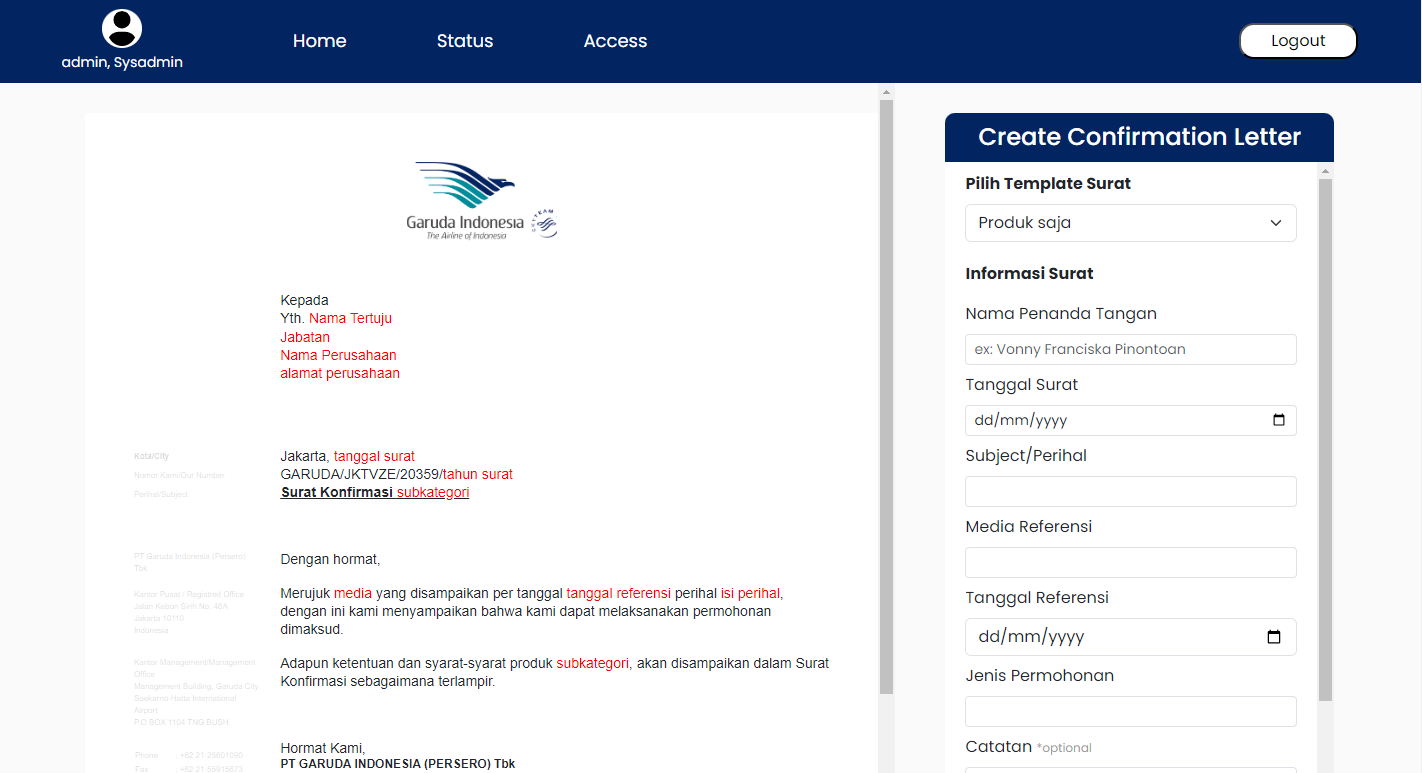 admin, Sysadmin
Home
Status
Access
Logout
Garuda Indonesia
The Airline of Indonesia
SKYTEAM
Kepada
Yth. Nama Tertuju
Jabatan
Nama Perusahaan
alamat perusahaan
Kota/City
Jakarta, tanggal surat
Nomor Kami/Our Number
GARUDA/JKTVZE/20359/tahun surat
Perihal/Subject
Surat Konfirmasi subkategori
PT Garuda Indonesia (Persero)
Tbk
Kantor Pusat / Registred Office
Jalan Kebon Sirih No. 46A
Jakarta 10110
Indonesia
Kantor Management/Management
Office
Management Building, Garuda City
Soekarno Hatta International
Airport
P.O.BOX 1104 TNG BUSH
Phone : +62 21-25601090
Fax : +62 21-55915673
Dengan hormat,
Merujuk media yang disampaikan per tanggal tanggal referensi perihal isi perihal,
dengan ini kami menyampaikan bahwa kami dapat melaksanakan permohonan
dimaksud.
Adapun ketentuan dan syarat-syarat produk subkategori, akan disampaikan dalam Surat
Konfirmasi sebagaimana terlampir.
Hormat Kami,
PT GARUDA INDONESIA (PERSERO) Tbk
Create Confirmation Letter
Pilih Template Surat
Produk saja
Informasi Surat
Nama Penanda Tangan
ex: Vonny Franciska Pinontoan
Tanggal Surat
dd/mm/yyyy
Subject/Perihal
Media Referensi
Tanggal Referensi
dd/mm/yyyy
Jenis Permohonan
Catatan *optional